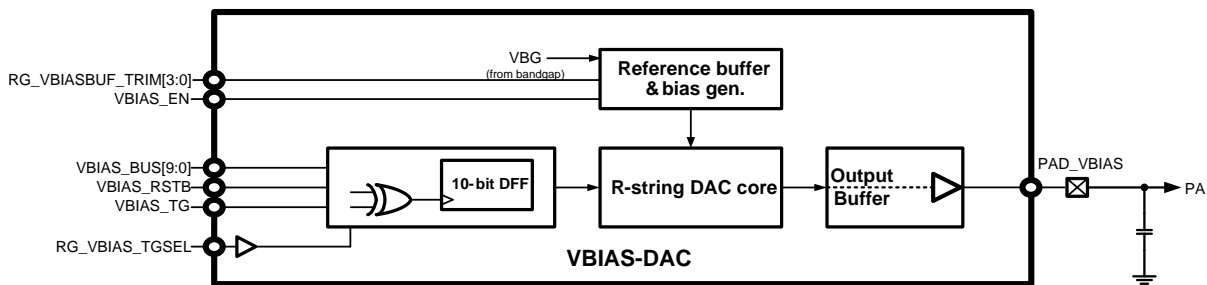 VBG
(from bandgap)
Reference buffer
& bias gen.
RG_VBIASBUF_TRIM[3:0]
VBIAS_EN
VBIAS_BUS[9:0]
VBIAS_RSTB
VBIAS_TG
RG_VBIAS_TGSEL
10-bit DFF
R-string DAC core
Output
Buffer
PAD_VBIAS
PA
VBIAS-DAC